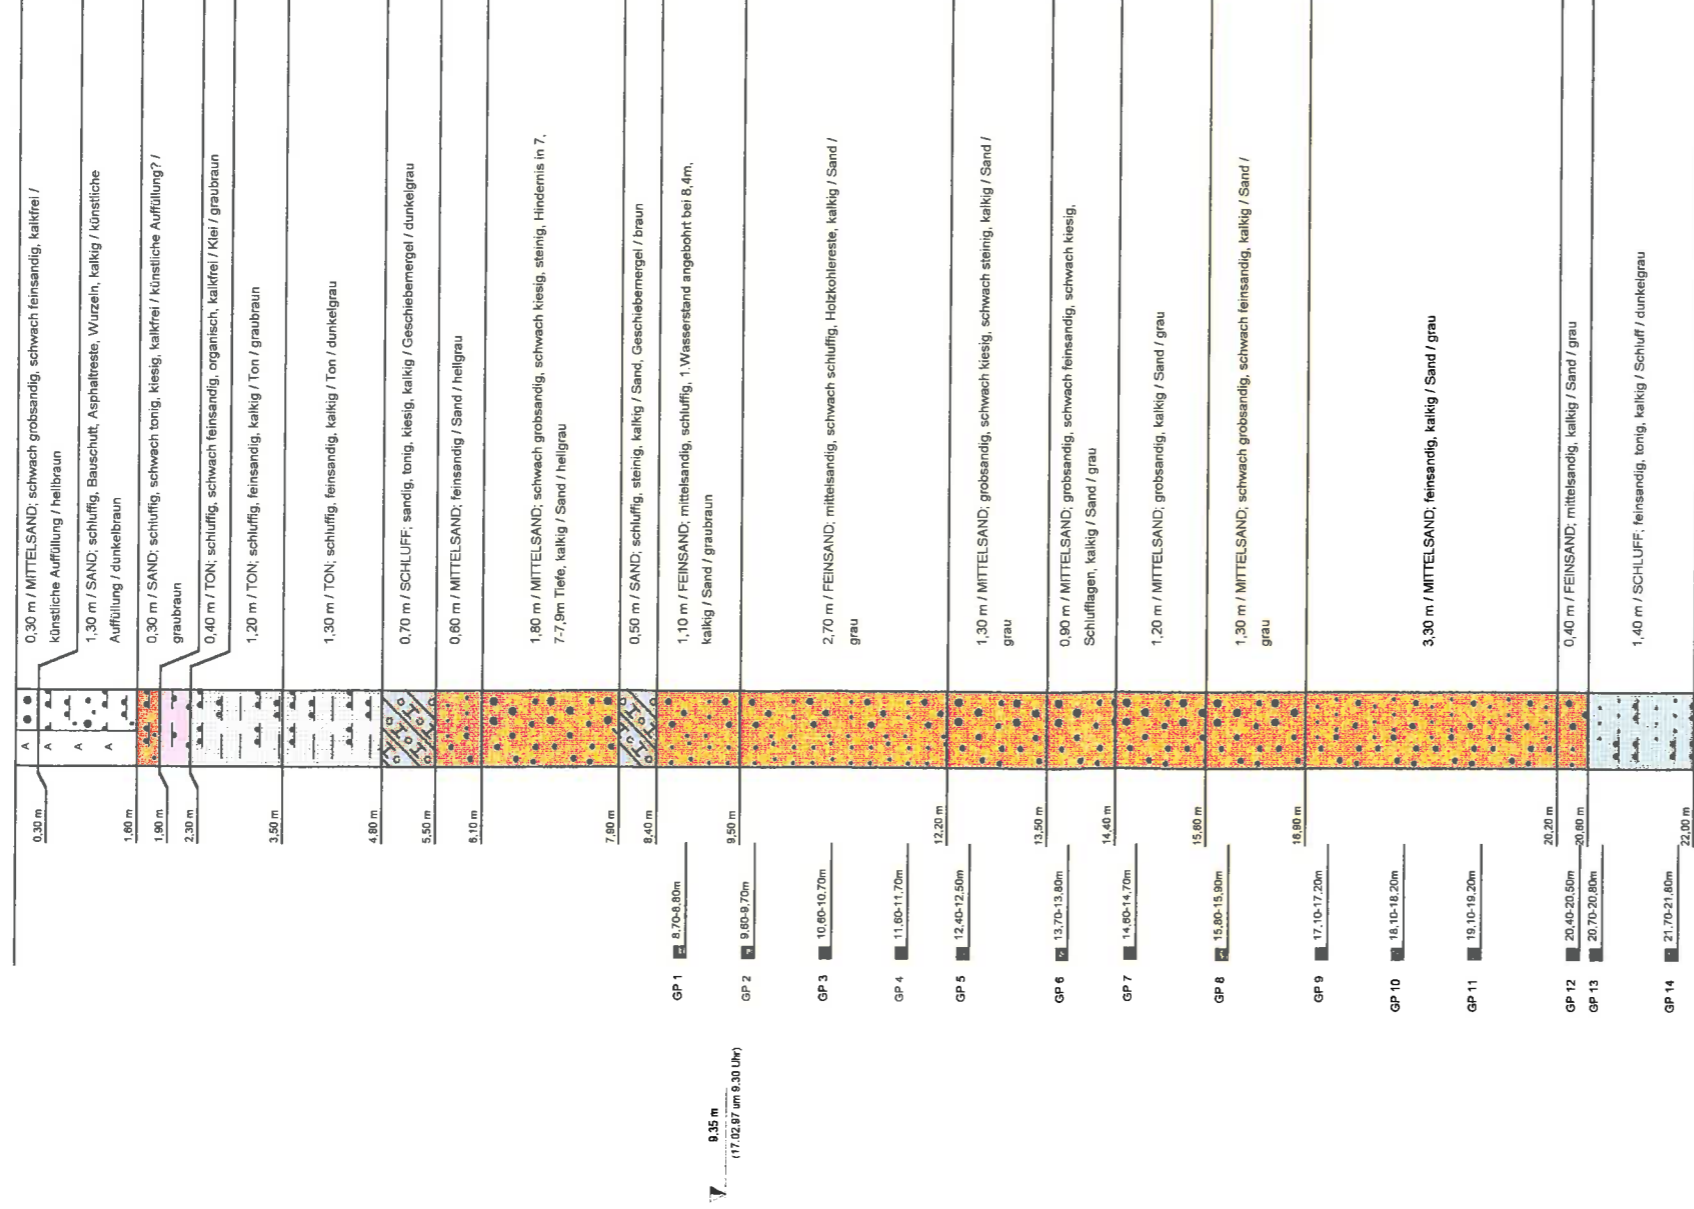 0,30 m / MITTELSAND; schwach grobsandig, schwach feinsandig, kalkfrei /
künstliche Auffüllung / hellbraun
1,30 m / SAND; schluffig, Bauschutt, Asphaltreste, Wurzeln, kalkig / künstliche
Auffüllung / dunkelbraun
0,30 m / SAND; schluffig, schwach tonig, kiesig, kalkfrei / künstliche Auffüllung? /
graubraun
0,40 m / TON; schluffig, schwach feinsandig, organisch, kalkfrei / Klei / graubraun
1,20 m / TON; schluffig, feinsandig, kalkig / Ton / graubraun
1,30 m / TON; schluffig, feinsandig, kalkig / Ton / dunkelgrau
0,70 m / SCHLUFF; sandig, tonig, kiesig, kalkig / Geschiebemergel / dunkelgrau
0,60 m / MITTELSAND; feinsandig / Sand / hellgrau
1,80 m / MITTELSAND; schwach grobsandig, schwach kiesig, steinig, Hindernis in 7,
7-7,9m Tiefe, kalkig / Sand / hellgrau
0,50 m / SAND; schluffig, steinig, kalkig / Sand, Geschiebemergel / braun
1,10 m / FEINSAND; mittelsandig, schluffig, 1.Wasserstand angebohrt bei 8,4m,
kalkig / Sand / graubraun
2,70 m / FEINSAND; mittelsandig, schwach schluffig, Holzkohlereste, kalkig / Sand /
grau
1,30 m / MITTELSAND; grobsandig, schwach kiesig, schwach steinig, kalkig / Sand /
grau
0,90 m / MITTELSAND; grobsandig, schwach feinsandig, schwach kiesig,
Schlufflagen, kalkig / Sand / grau
1,20 m / MITTELSAND; grobsandig, kalkig / Sand / grau
1,30 m / MITTELSAND; schwach grobsandig, schwach feinsandig, kalkig / Sand /
grau
3,30 m / MITTELSAND; feinsandig, kalkig / Sand / grau
0,40 m / FEINSAND; mittelsandig, kalkig / Sand / grau
1,40 m / SCHLUFF; feinsandig, tonig, kalkig / Schluff / dunkelgrau
A
A
A
A
0,30 m
1,60 m
1,90 m
2,30 m
3,50 m
4,80 m
5,50 m
6,10 m
7,90 m
8,40 m
9,50 m
12,20 m
13,50 m
14,40 m
15,60 m
16,90 m
20,20 m
20,60 m
22,00 m
GP 1 8,70-8,80m
GP 2 9,60-9,70m
GP 3 10,60-10,70m
GP 4 11,60-11,70m
GP 5 12,40-12,50m
GP 6 13,70-13,80m
GP 7 14,60-14,70m
GP 8 15,80-15,90m
GP 9 17,10-17,20m
GP 10 18,10-18,20m
GP 11 19,10-19,20m
GP 12 20,40-20,50m
GP 13 20,70-20,80m
GP 14 21,70-21,80m
9,35 m
(17.02.97 um 9.30 Uhr)